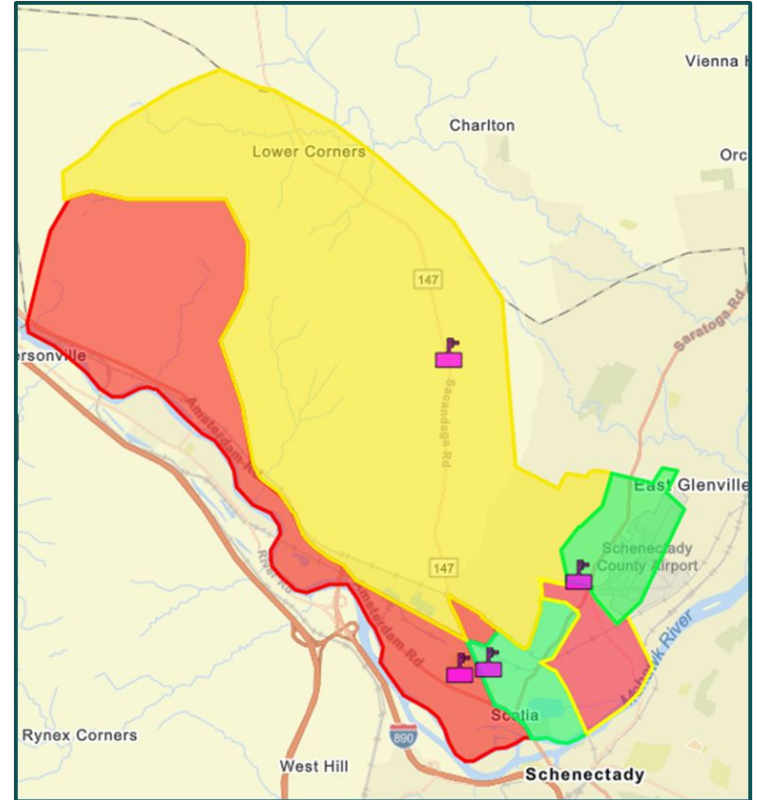 Vienna
Charlton
Orc
Lower Corners
147
Saratoga Rd
ersonville
Sacandaga Rd
Amsterdam R
East Glenville
Schenectady
County Airport
147
River Rd
Amsterdam Rd
Mohawk River
Scotia
Rynex Corners
890
West Hill
Schenectady